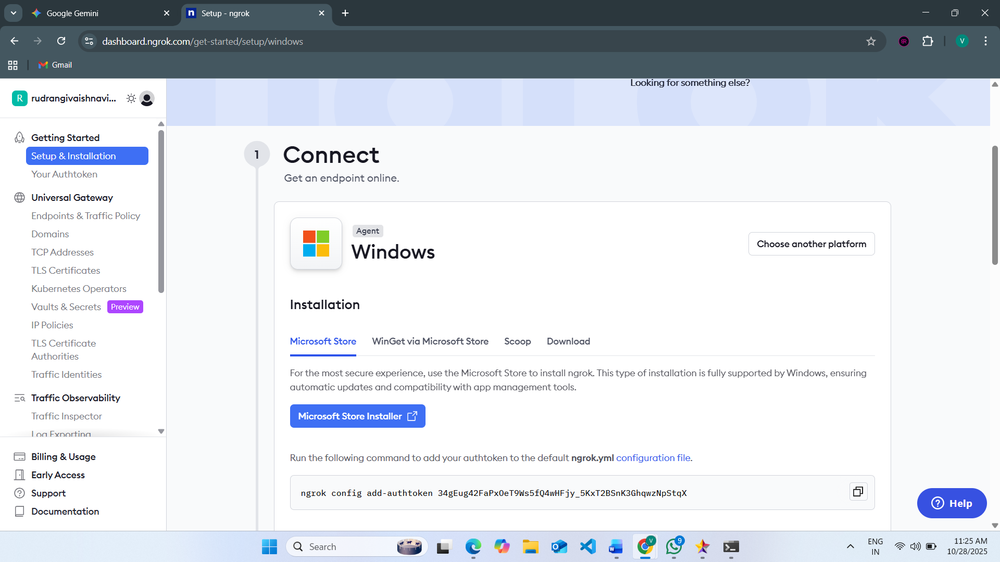 Google Gemini
Setup - ngrok
dashboard.ngrok.com/get-started/setup/windows
V
Gmail
R rudrangivaishnavi...
Looking for something else?
Getting Started
Setup & Installation
Your Authtoken
Universal Gateway
Endpoints & Traffic Policy
Domains
TCP Addresses
TLS Certificates
Kubernetes Operators
Vaults & Secrets Preview
IP Policies
TLS Certificate
Authorities
Traffic Identities
Traffic Observability
Traffic Inspector
Log Exporting
Billing & Usage
Early Access
Support
Documentation
1 Connect
Get an endpoint online.
Agent
Windows
Choose another platform
Installation
Microsoft Store WinGet via Microsoft Store Scoop Download
For the most secure experience, use the Microsoft Store to install ngrok. This type of installation is fully supported by Windows, ensuring
automatic updates and compatibility with app management tools.
Microsoft Store Installer
Run the following command to add your authtoken to the default ngrok.yml configuration file.
ngrok config add-authtoken 34gEug42FaPxOeT9Ws5fQ4wHFjy_5KxT2BSnK3GhqwzNpStqX
Help
Search
V
9
ENG
IN
11:25 AM
10/28/2025